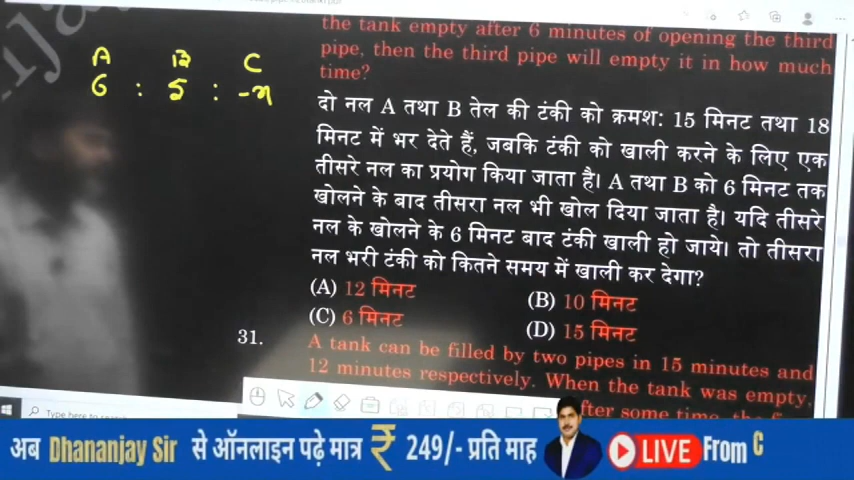 the tank empty after 6 minutes of opening the third
pipe, then the third pipe will empty it in how much
time?
A B C
6 : 5 : -x
दो नल A तथा B तेल की टंकी को क्रमश: 15 मिनट तथा 18
मिनट में भर देते हैं, जबकि टंकी को खाली करने के लिए एक
तीसरे नल का प्रयोग किया जाता है। A तथा B को 6 मिनट तक
खोलने के बाद तीसरा नल भी खोल दिया जाता है। यदि तीसरे
नल के खोलने के 6 मिनट बाद टंकी खाली हो जाये। तो तीसरा
नल भरी टंकी को कितने समय में खाली कर देगा?
(A) 12 मिनट (B) 10 मिनट
(C) 6 मिनट (D) 15 मिनट
31.
A tank can be filled by two pipes in 15 minutes and
12 minutes respectively. When the tank was empty,
after some time, the
Type here to search
अब Dhananjay Sir से ऑनलाइन पढ़े मात्र ₹ 249/- प्रति माह LIVE From C